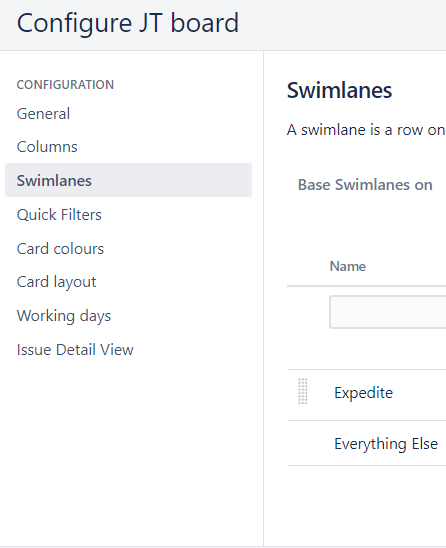 Configure JT board
CONFIGURATION
General
Columns
Swimlanes
Quick Filters
Card colours
Card layout
Working days
Issue Detail View
Swimlanes
A swimlane is a row on
Base Swimlanes on
Name
Expedite
Everything Else